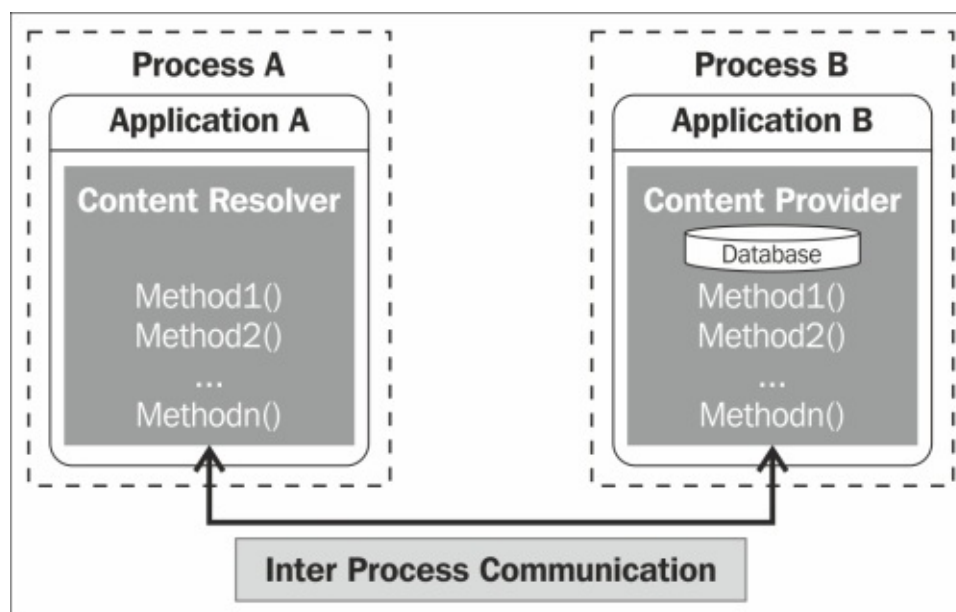 Process A
Application A
Content Resolver
Method1()
Method2()
...
Methodn()
Process B
Application B
Content Provider
Database
Method1()
Method2()
...
Methodn()
Inter Process Communication